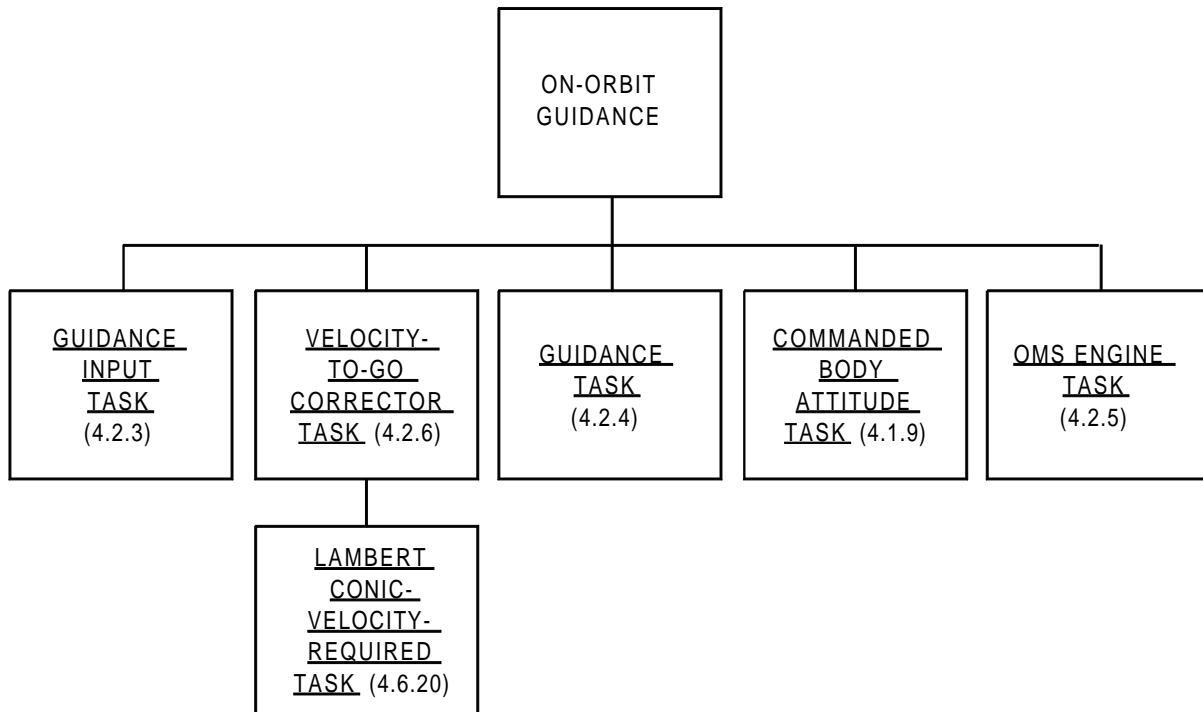 ON-ORBIT
GUIDANCE
GUIDANCE
INPUT
TASK
(4.2.3)
VELOCITY-
TO-GO
CORRECTOR
TASK (4.2.6)
GUIDANCE
TASK
(4.2.4)
COMMANDED
BODY
ATTITUDE
TASK (4.1.9)
OMS ENGINE
TASK
(4.2.5)
LAMBERT
CONIC-
VELOCITY-
REQUIRED
TASK (4.6.20)